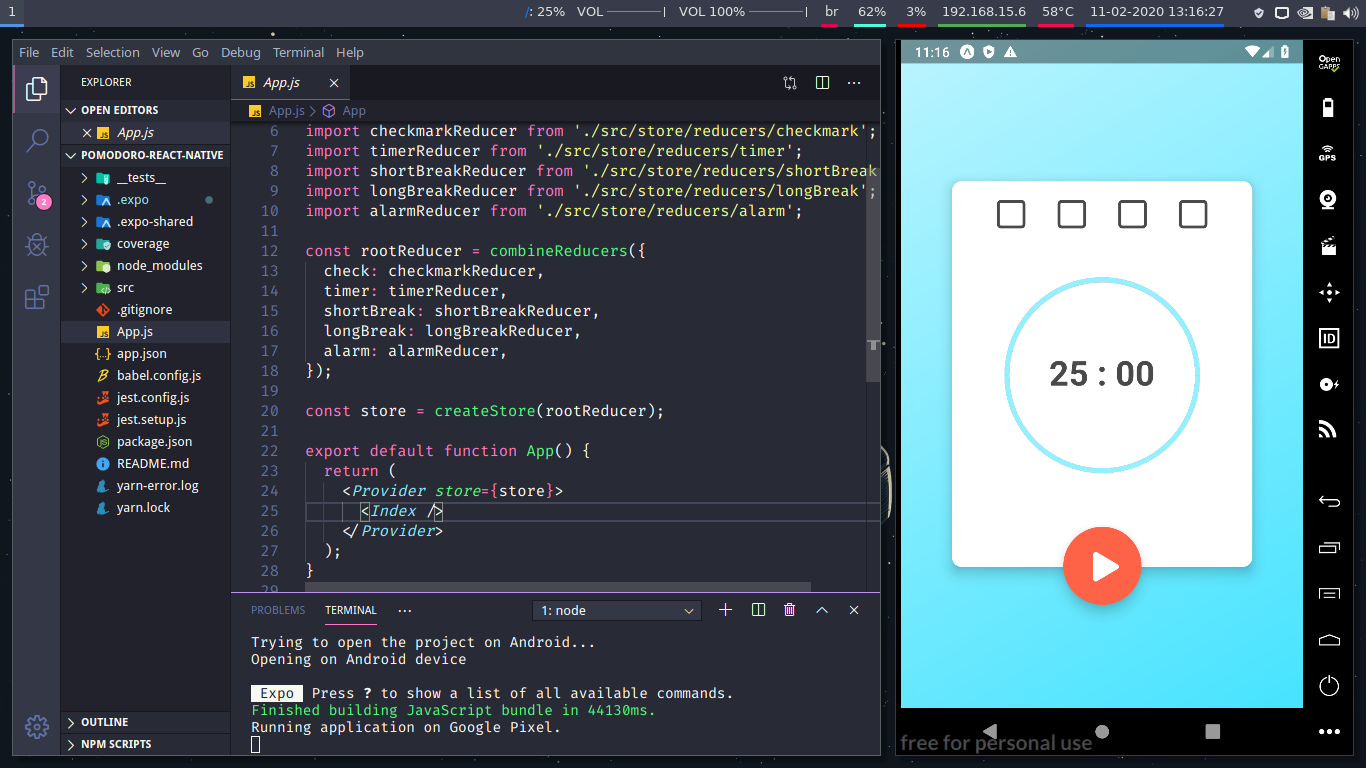 1
/: 25% VOL VOL 100% br 62% 3% 192.168.15.6 58°C 11-02-2020 13:16:27
File Edit Selection View Go Debug Terminal Help
EXPLORER
OPEN EDITORS
App.js
POMODORO-REACT-NATIVE
__tests__
.expo
.expo-shared
coverage
node_modules
src
.gitignore
App.js
app.json
babel.config.js
jest.config.js
jest.setup.js
package.json
README.md
yarn-error.log
yarn.lock
OUTLINE
NPM SCRIPTS
2
App.js
App.js > App
6 import checkmarkReducer from './src/store/reducers/checkmark';
7 import timerReducer from './src/store/reducers/timer';
8 import shortBreakReducer from './src/store/reducers/shortBreak
9 import longBreakReducer from './src/store/reducers/longBreak';
10 import alarmReducer from './src/store/reducers/alarm';
11
12 const rootReducer = combineReducers({
13 check: checkmarkReducer,
14 timer: timerReducer,
15 shortBreak: shortBreakReducer,
16 longBreak: longBreakReducer,
17 alarm: alarmReducer,
18 });
19
20 const store = createStore(rootReducer);
21
22 export default function App() {
23 return (
24 <Provider store={store}>
25 <Index />
26 </Provider>
27 );
28 }
29
PROBLEMS TERMINAL ··· 1: node
Trying to open the project on Android...
Opening on Android device
Expo Press ? to show a list of all available commands.
Finished building JavaScript bundle in 44130ms.
Running application on Google Pixel.
11:16
25 : 00
free for personal use
Open
GAPPS
GPS
ID